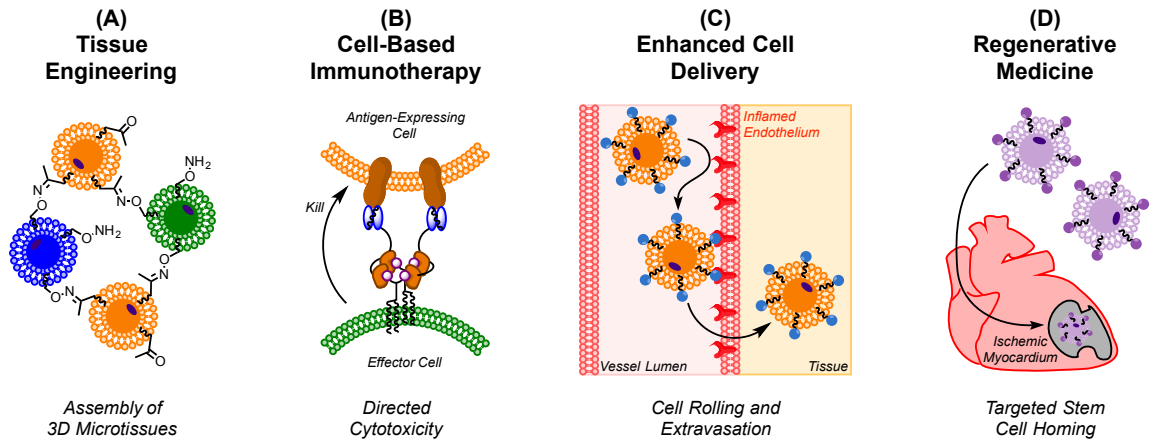 (A)
Tissue
Engineering
(B)
Cell-Based
Immunotherapy
(C)
Enhanced Cell
Delivery
(D)
Regenerative
Medicine
O
NH2
O
N
N
O
O
NH2
O
N
O
N
O
Antigen-Expressing
Cell
Kill
Effector Cell
Inflamed
Endothelium
Vessel Lumen
Tissue
Ischemic
Myocardium
Assembly of
3D Microtissues
Directed
Cytotoxicity
Cell Rolling and
Extravasation
Targeted Stem
Cell Homing